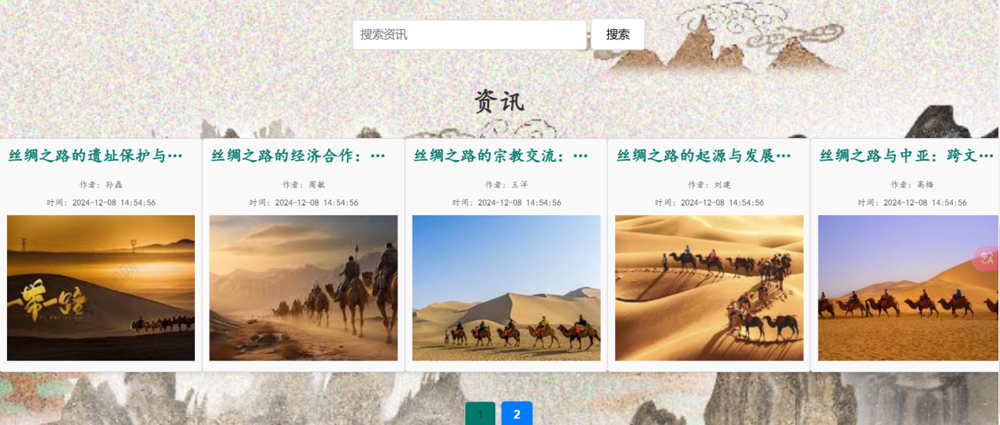 搜索资讯 搜索
资讯
丝绸之路的遗址保护与…
作者：孙磊
时间：2024-12-08 14:54:56
一带一路
丝绸之路的经济合作：…
作者：周敏
时间：2024-12-08 14:54:56
丝绸之路的宗教交流：…
作者：王洋
时间：2024-12-08 14:54:56
丝绸之路的起源与发展…
作者：刘建
时间：2024-12-08 14:54:56
丝绸之路与中亚：跨文…
作者：高梅
时间：2024-12-08 14:54:56
1 2